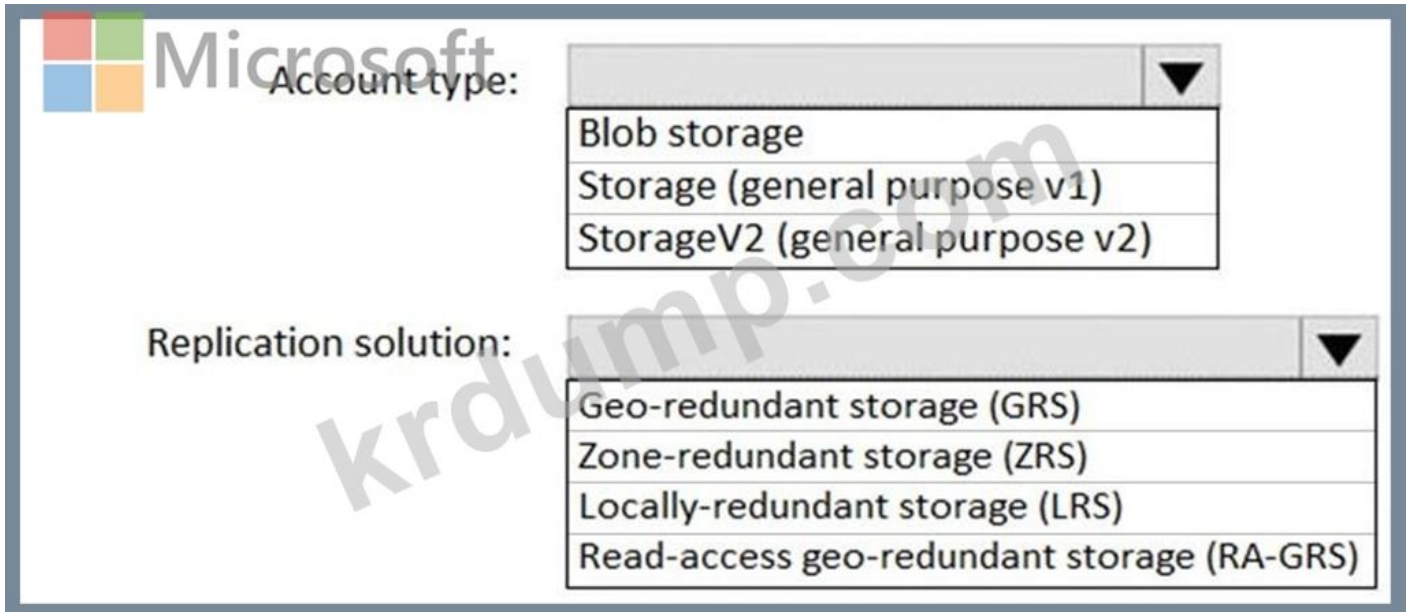 Microsoft
Account type:
Blob storage
Storage (general purpose v1)
StorageV2 (general purpose v2)
Replication solution:
Geo-redundant storage (GRS)
Zone-redundant storage (ZRS)
Locally-redundant storage (LRS)
Read-access geo-redundant storage (RA-GRS)
krdump.com